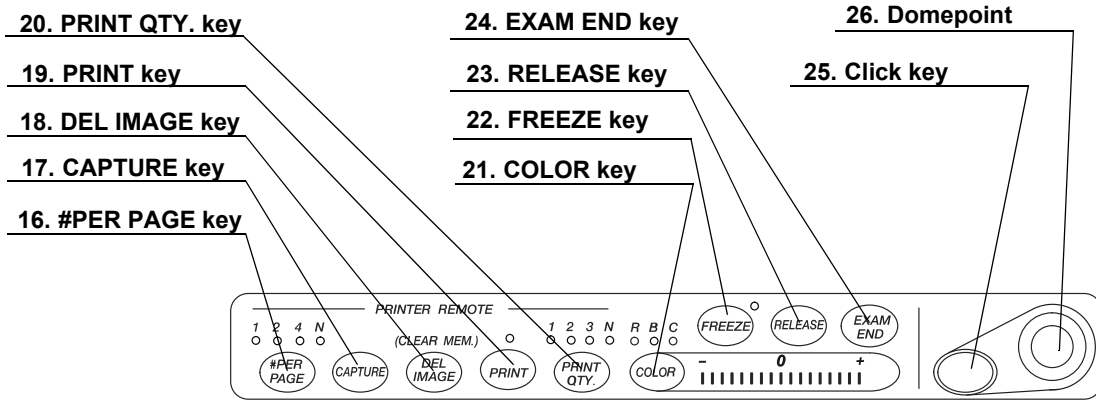 20. PRINT QTY. key
19. PRINT key
18. DEL IMAGE key
17. CAPTURE key
16. #PER PAGE key
24. EXAM END key
23. RELEASE key
22. FREEZE key
21. COLOR key
26. Domepoint
25. Click key
PRINTER REMOTE
1 2 4 N
(CLEAR MEM.)
1 2 3 N
R B C
#PER
PAGE
CAPTURE
DEL
IMAGE
PRINT
PRINT
QTY.
COLOR
FREEZE
RELEASE
EXAM
END
- 0 +